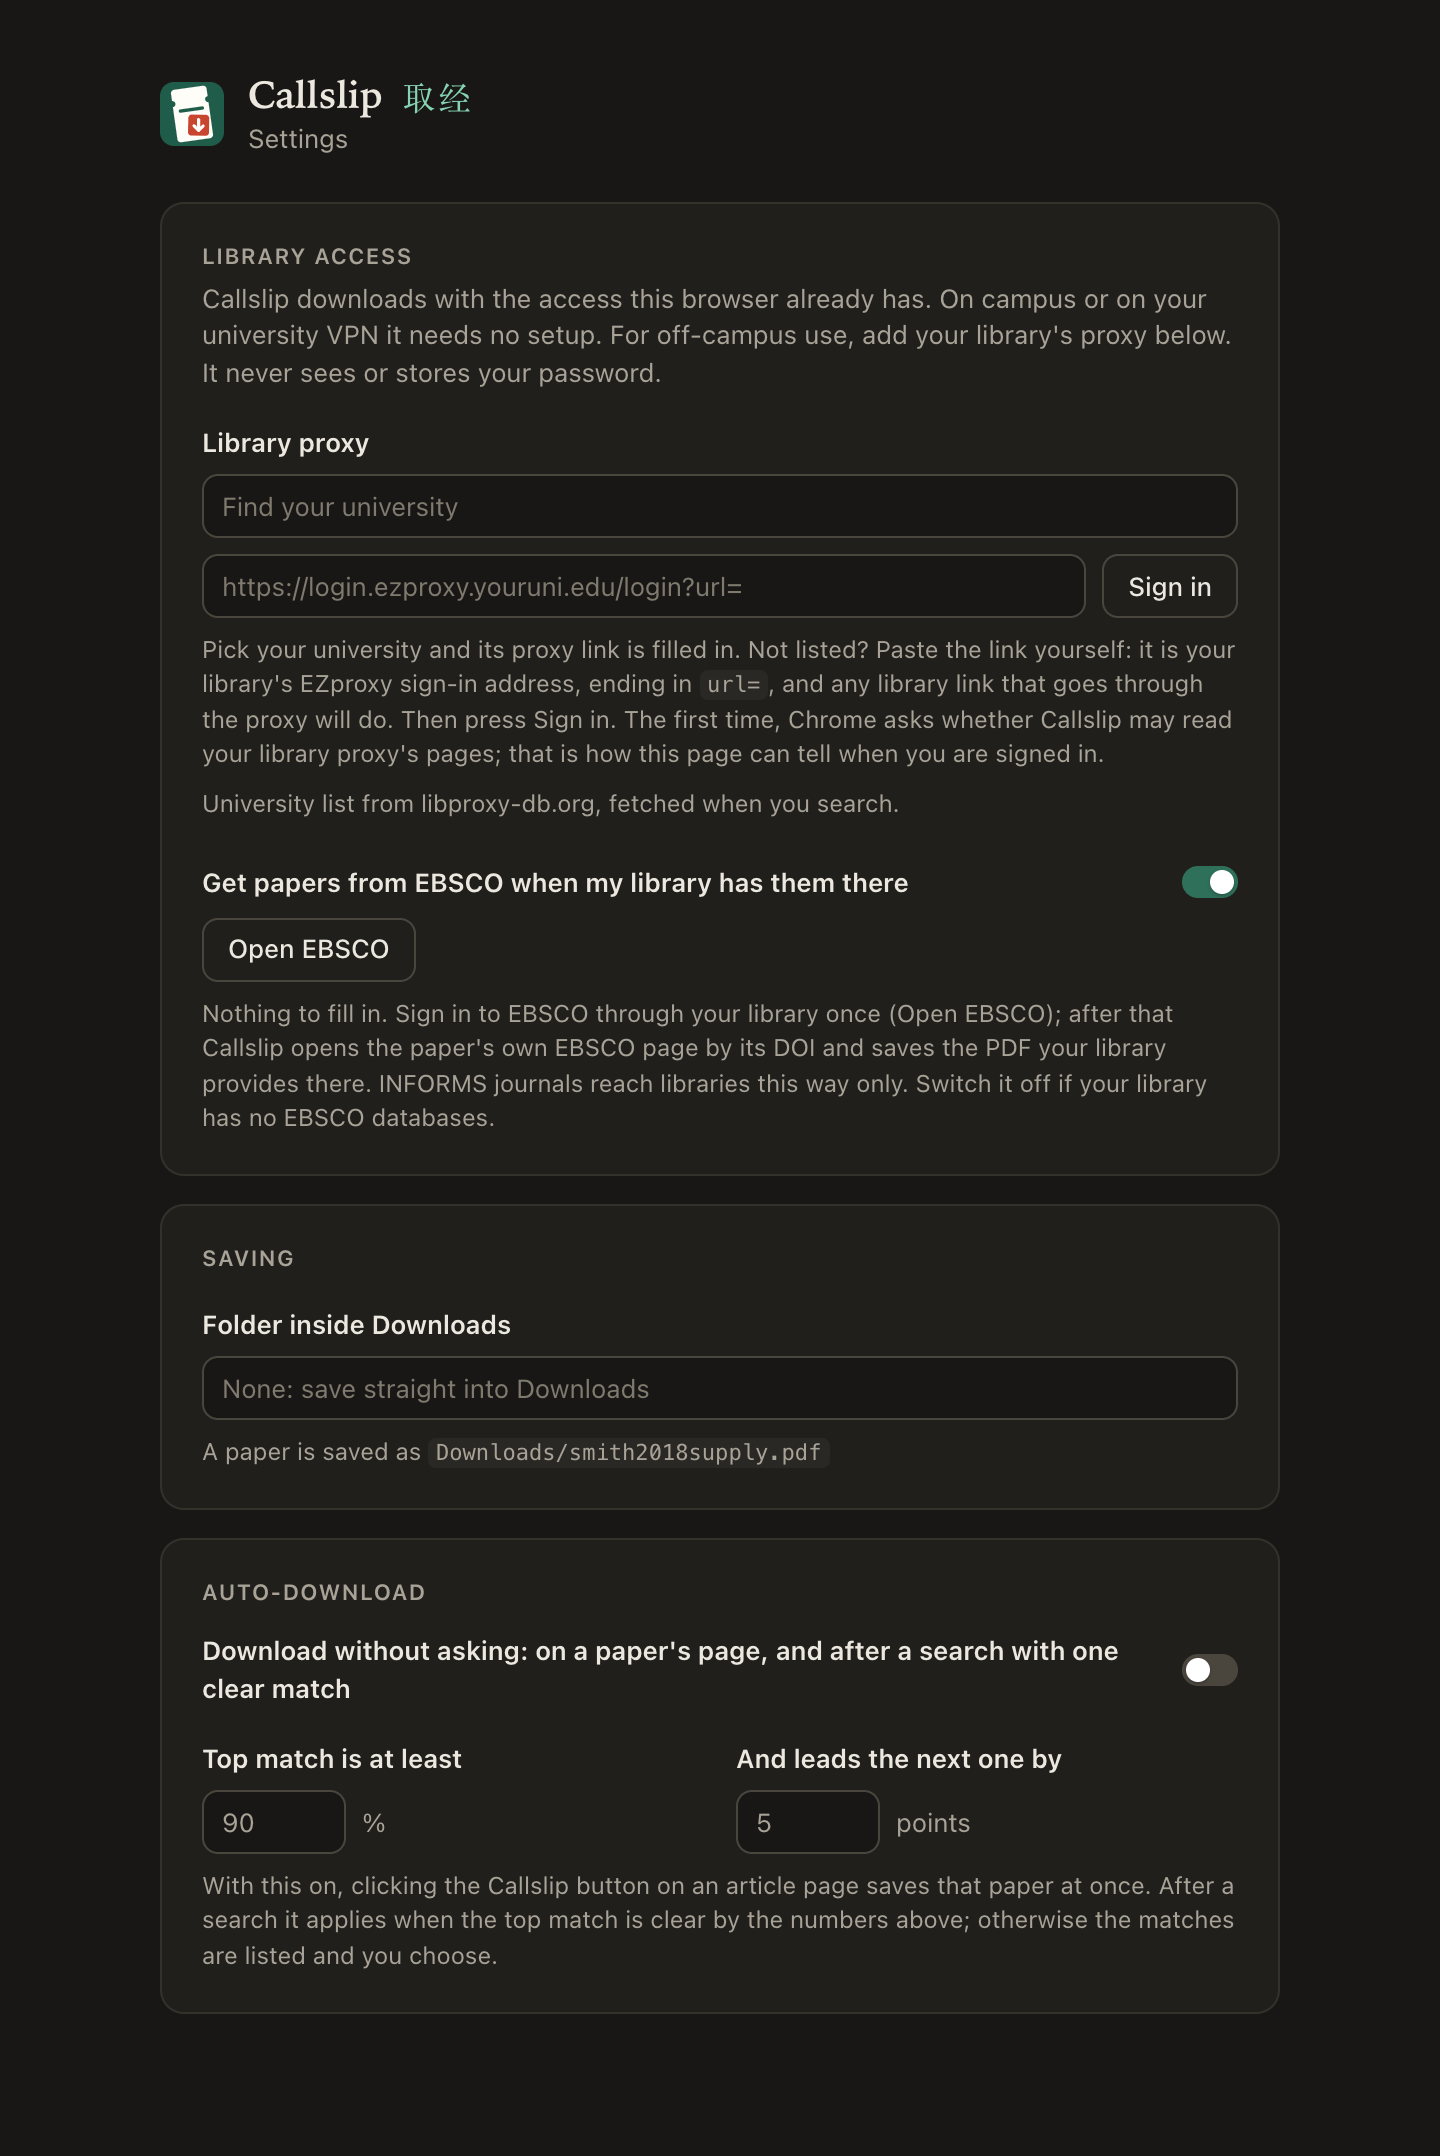 Callslip 取经
Settings
LIBRARY ACCESS
Callslip downloads with the access this browser already has. On campus or on your
university VPN it needs no setup. For off-campus use, add your library's proxy below.
It never sees or stores your password.
Library proxy
Find your university
https://login.ezproxy.youruni.edu/login?url=
Sign in
Pick your university and its proxy link is filled in. Not listed? Paste the link yourself: it is your
library's EZproxy sign-in address, ending in url=, and any library link that goes through
the proxy will do. Then press Sign in. The first time, Chrome asks whether Callslip may read
your library proxy's pages; that is how this page can tell when you are signed in.
University list from libproxy-db.org, fetched when you search.
Get papers from EBSCO when my library has them there
Open EBSCO
Nothing to fill in. Sign in to EBSCO through your library once (Open EBSCO); after that
Callslip opens the paper's own EBSCO page by its DOI and saves the PDF your library
provides there. INFORMS journals reach libraries this way only. Switch it off if your library
has no EBSCO databases.
SAVING
Folder inside Downloads
None: save straight into Downloads
A paper is saved as Downloads/smith2018supply.pdf
AUTO-DOWNLOAD
Download without asking: on a paper's page, and after a search with one
clear match
Top match is at least
90 %
And leads the next one by
5 points
With this on, clicking the Callslip button on an article page saves that paper at once. After a
search it applies when the top match is clear by the numbers above; otherwise the matches
are listed and you choose.